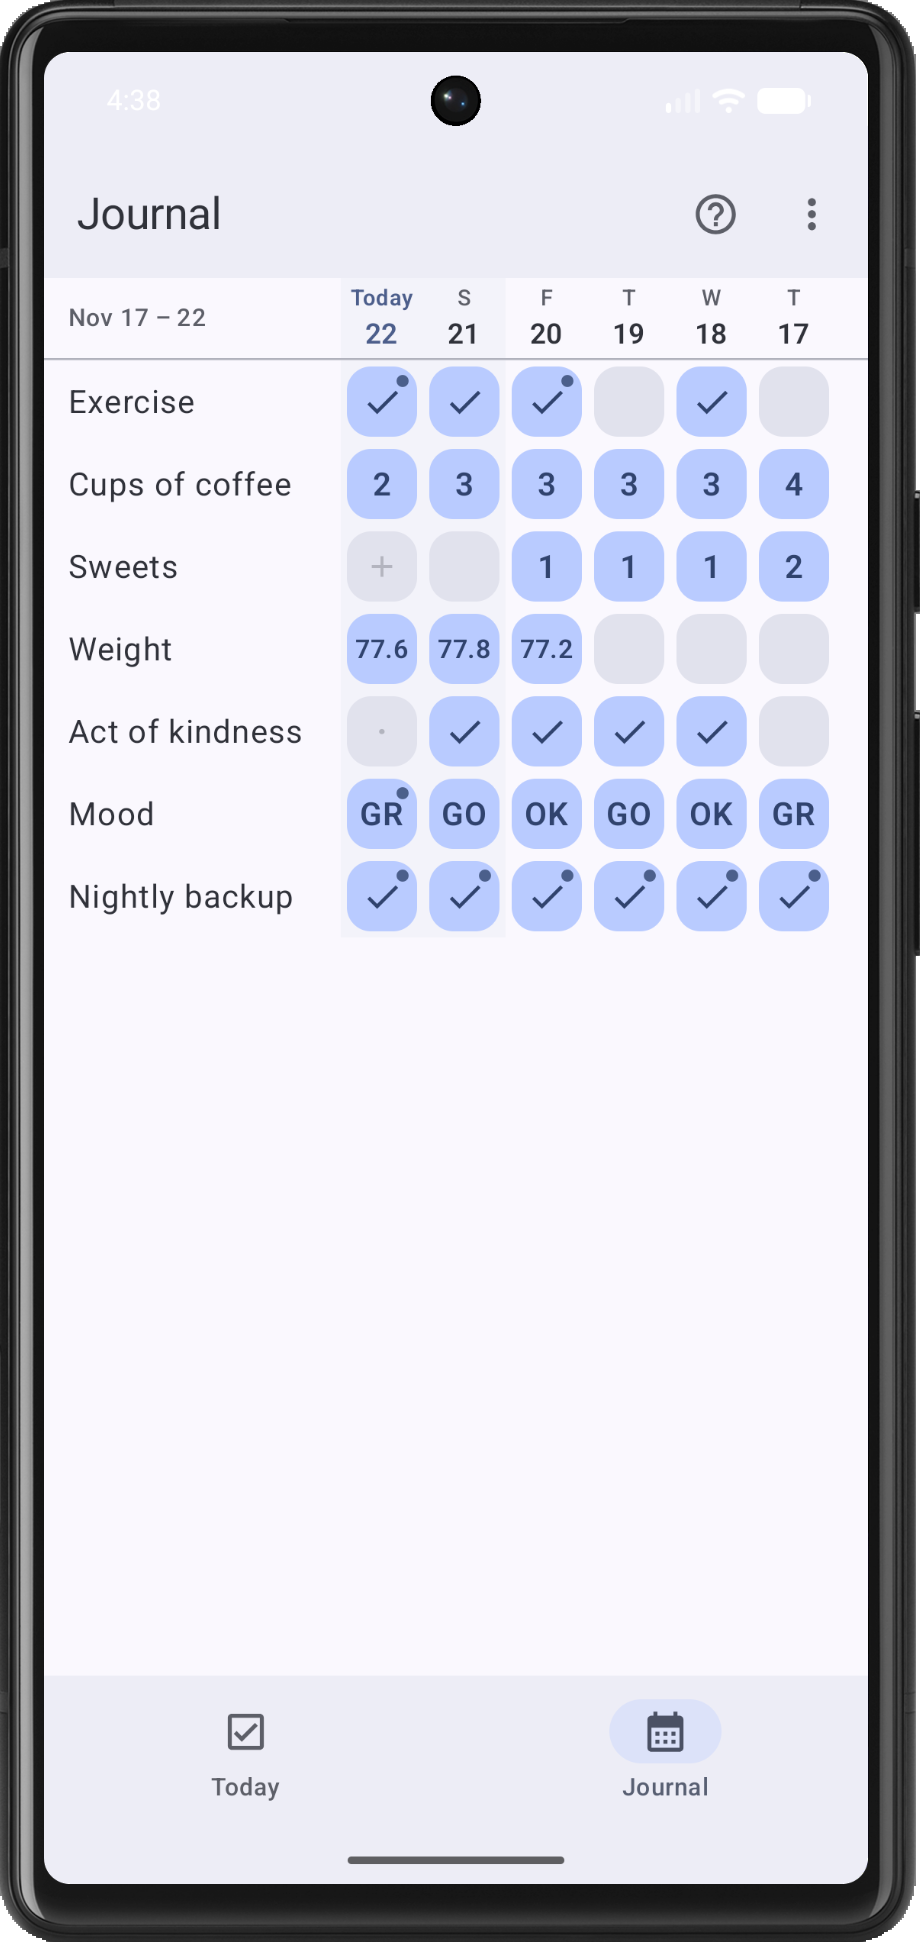 4:38
Journal
Nov 17 – 22 Today 22 S 21 F 20 T 19 W 18 T 17
Exercise
Cups of coffee 2 3 3 3 3 4
Sweets + 1 1 1 2
Weight 77.6 77.8 77.2
Act of kindness
Mood GR GO OK GO OK GR
Nightly backup
Today Journal